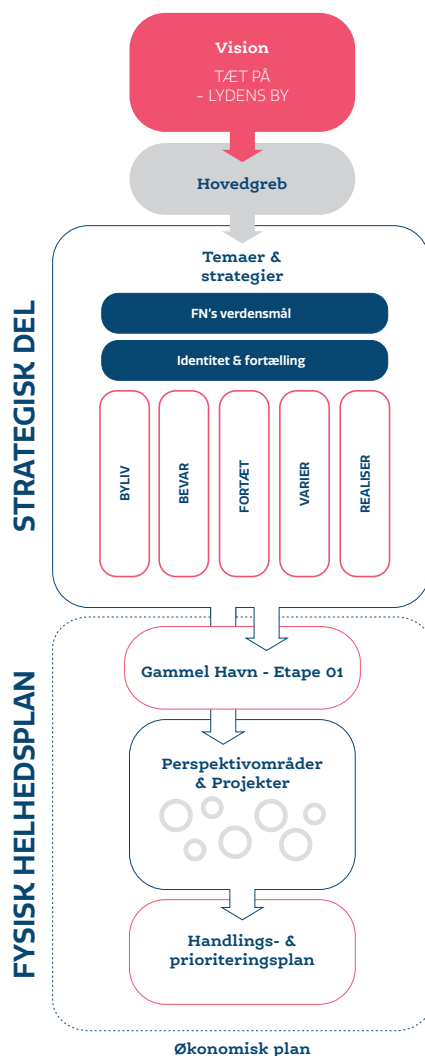 Vision
TÆT PÅ
– LYDENS BY
Hovedgreb
STRATEGISK DEL
Temaer &
strategier
FN's verdensmål
Identitet & fortælling
BYLIV
BEVAR
FORTÆT
VARIER
REALISER
FYSISK HELHEDSPLAN
Gammel Havn - Etape 01
Perspektivområder
& Projekter
Handlings- &
prioriteringsplan
Økonomisk plan